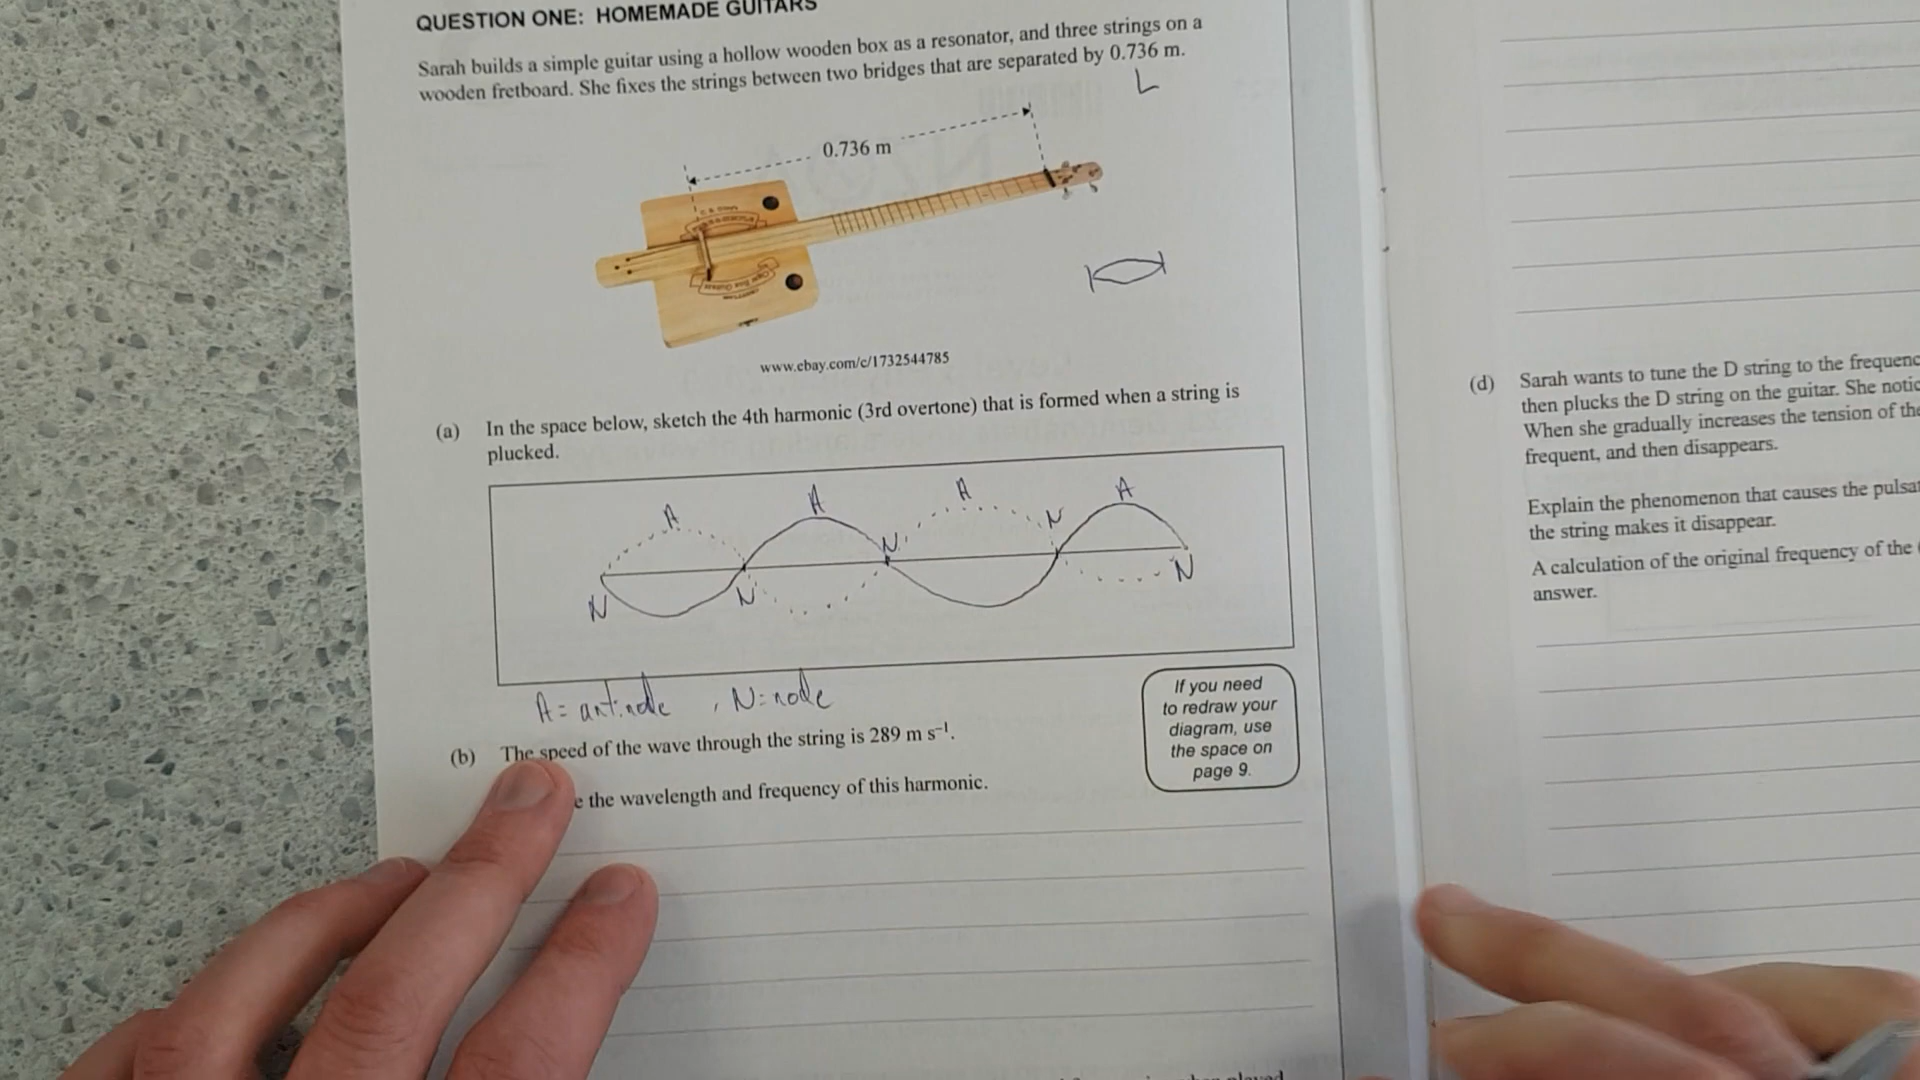 QUESTION ONE: HOMEMADE GUITARS
Sarah builds a simple guitar using a hollow wooden box as a resonator, and three strings on a
wooden fretboard. She fixes the strings between two bridges that are separated by 0.736 m.
L
0.736 m
www.ebay.com/c/1732544785
(a) In the space below, sketch the 4th harmonic (3rd overtone) that is formed when a string is
plucked.
A A A A
N N N N N
A = antinode , N = node
(b) The speed of the wave through the string is 289 m s⁻¹.
e the wavelength and frequency of this harmonic.
If you need
to redraw your
diagram, use
the space on
page 9.
(d) Sarah wants to tune the D string to the frequenc
then plucks the D string on the guitar. She notic
When she gradually increases the tension of the
frequent, and then disappears.
Explain the phenomenon that causes the pulsa
the string makes it disappear.
A calculation of the original frequency of the
answer.